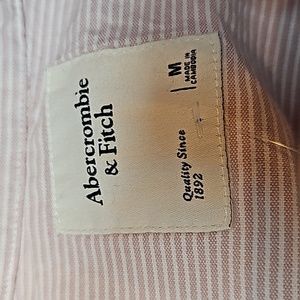 Abercrombie
& Fitch
Quality Since
1892
M
MADE IN
CAMBODIA